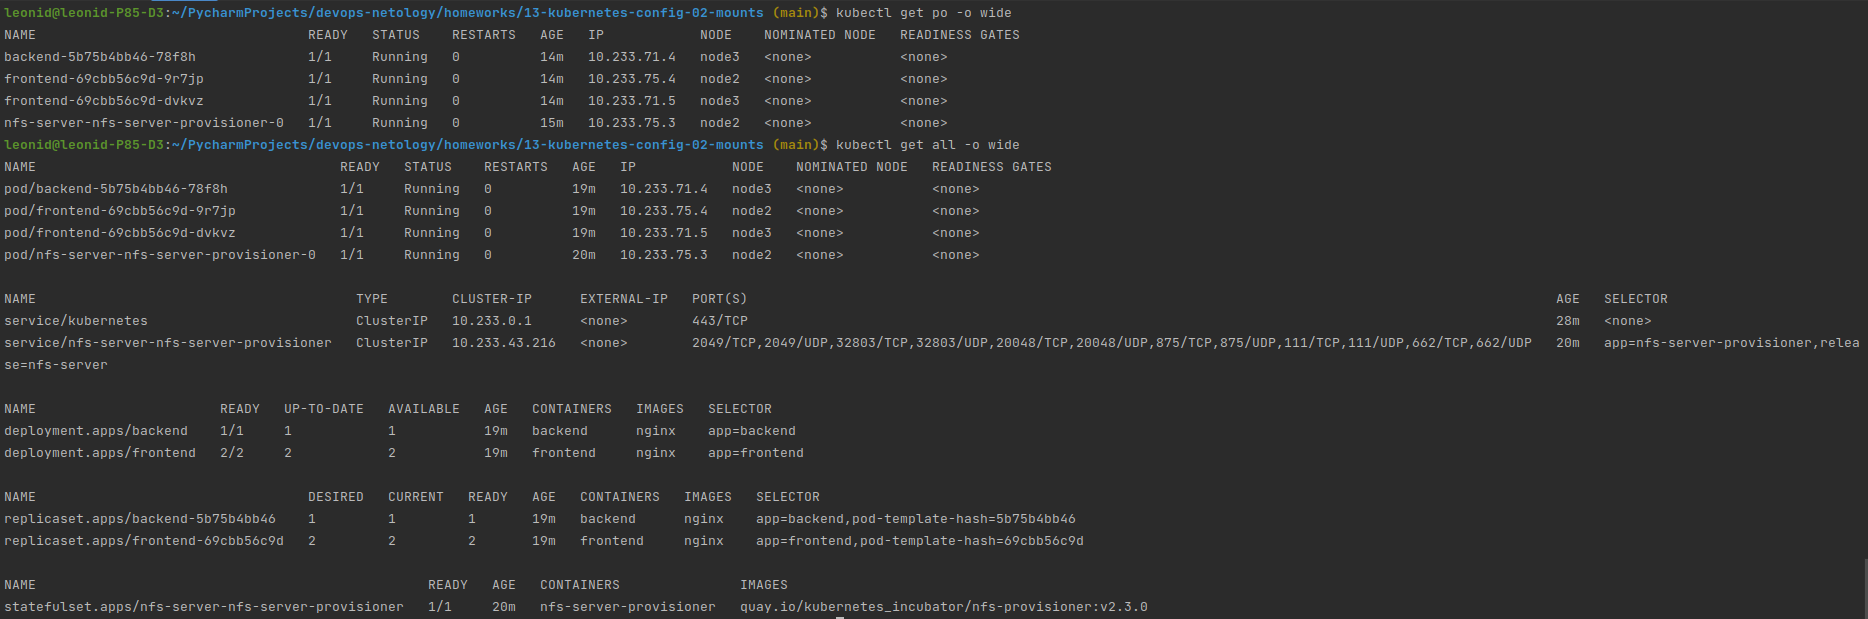 leonid@leonid-P85-D3:~/PycharmProjects/devops-netology/homeworks/13-kubernetes-config-02-mounts (main)$ kubectl get po -o wide
NAME                                  READY   STATUS    RESTARTS   AGE   IP            NODE    NOMINATED NODE   READINESS GATES
backend-5b75b4bb46-78f8h              1/1     Running   0          14m   10.233.71.4   node3   <none>           <none>
frontend-69cbb56c9d-9r7jp             1/1     Running   0          14m   10.233.75.4   node2   <none>           <none>
frontend-69cbb56c9d-dvkvz             1/1     Running   0          14m   10.233.71.5   node3   <none>           <none>
nfs-server-nfs-server-provisioner-0   1/1     Running   0          15m   10.233.75.3   node2   <none>           <none>
leonid@leonid-P85-D3:~/PycharmProjects/devops-netology/homeworks/13-kubernetes-config-02-mounts (main)$ kubectl get all -o wide
NAME                                      READY   STATUS    RESTARTS   AGE   IP            NODE    NOMINATED NODE   READINESS GATES
pod/backend-5b75b4bb46-78f8h              1/1     Running   0          19m   10.233.71.4   node3   <none>           <none>
pod/frontend-69cbb56c9d-9r7jp             1/1     Running   0          19m   10.233.75.4   node2   <none>           <none>
pod/frontend-69cbb56c9d-dvkvz             1/1     Running   0          19m   10.233.71.5   node3   <none>           <none>
pod/nfs-server-nfs-server-provisioner-0   1/1     Running   0          20m   10.233.75.3   node2   <none>           <none>

NAME                                        TYPE        CLUSTER-IP      EXTERNAL-IP   PORT(S)                                                                                                     AGE   SELECTOR
service/kubernetes                          ClusterIP   10.233.0.1      <none>        443/TCP                                                                                                     28m   <none>
service/nfs-server-nfs-server-provisioner   ClusterIP   10.233.43.216   <none>        2049/TCP,2049/UDP,32803/TCP,32803/UDP,20048/TCP,20048/UDP,875/TCP,875/UDP,111/TCP,111/UDP,662/TCP,662/UDP   20m   app=nfs-server-provisioner,relea
se=nfs-server

NAME                       READY   UP-TO-DATE   AVAILABLE   AGE   CONTAINERS   IMAGES   SELECTOR
deployment.apps/backend    1/1     1            1           19m   backend      nginx    app=backend
deployment.apps/frontend   2/2     2            2           19m   frontend     nginx    app=frontend

NAME                                  DESIRED   CURRENT   READY   AGE   CONTAINERS   IMAGES   SELECTOR
replicaset.apps/backend-5b75b4bb46    1         1         1       19m   backend      nginx    app=backend,pod-template-hash=5b75b4bb46
replicaset.apps/frontend-69cbb56c9d   2         2         2       19m   frontend     nginx    app=frontend,pod-template-hash=69cbb56c9d

NAME                                                 READY   AGE   CONTAINERS               IMAGES
statefulset.apps/nfs-server-nfs-server-provisioner   1/1     20m   nfs-server-provisioner   quay.io/kubernetes_incubator/nfs-provisioner:v2.3.0